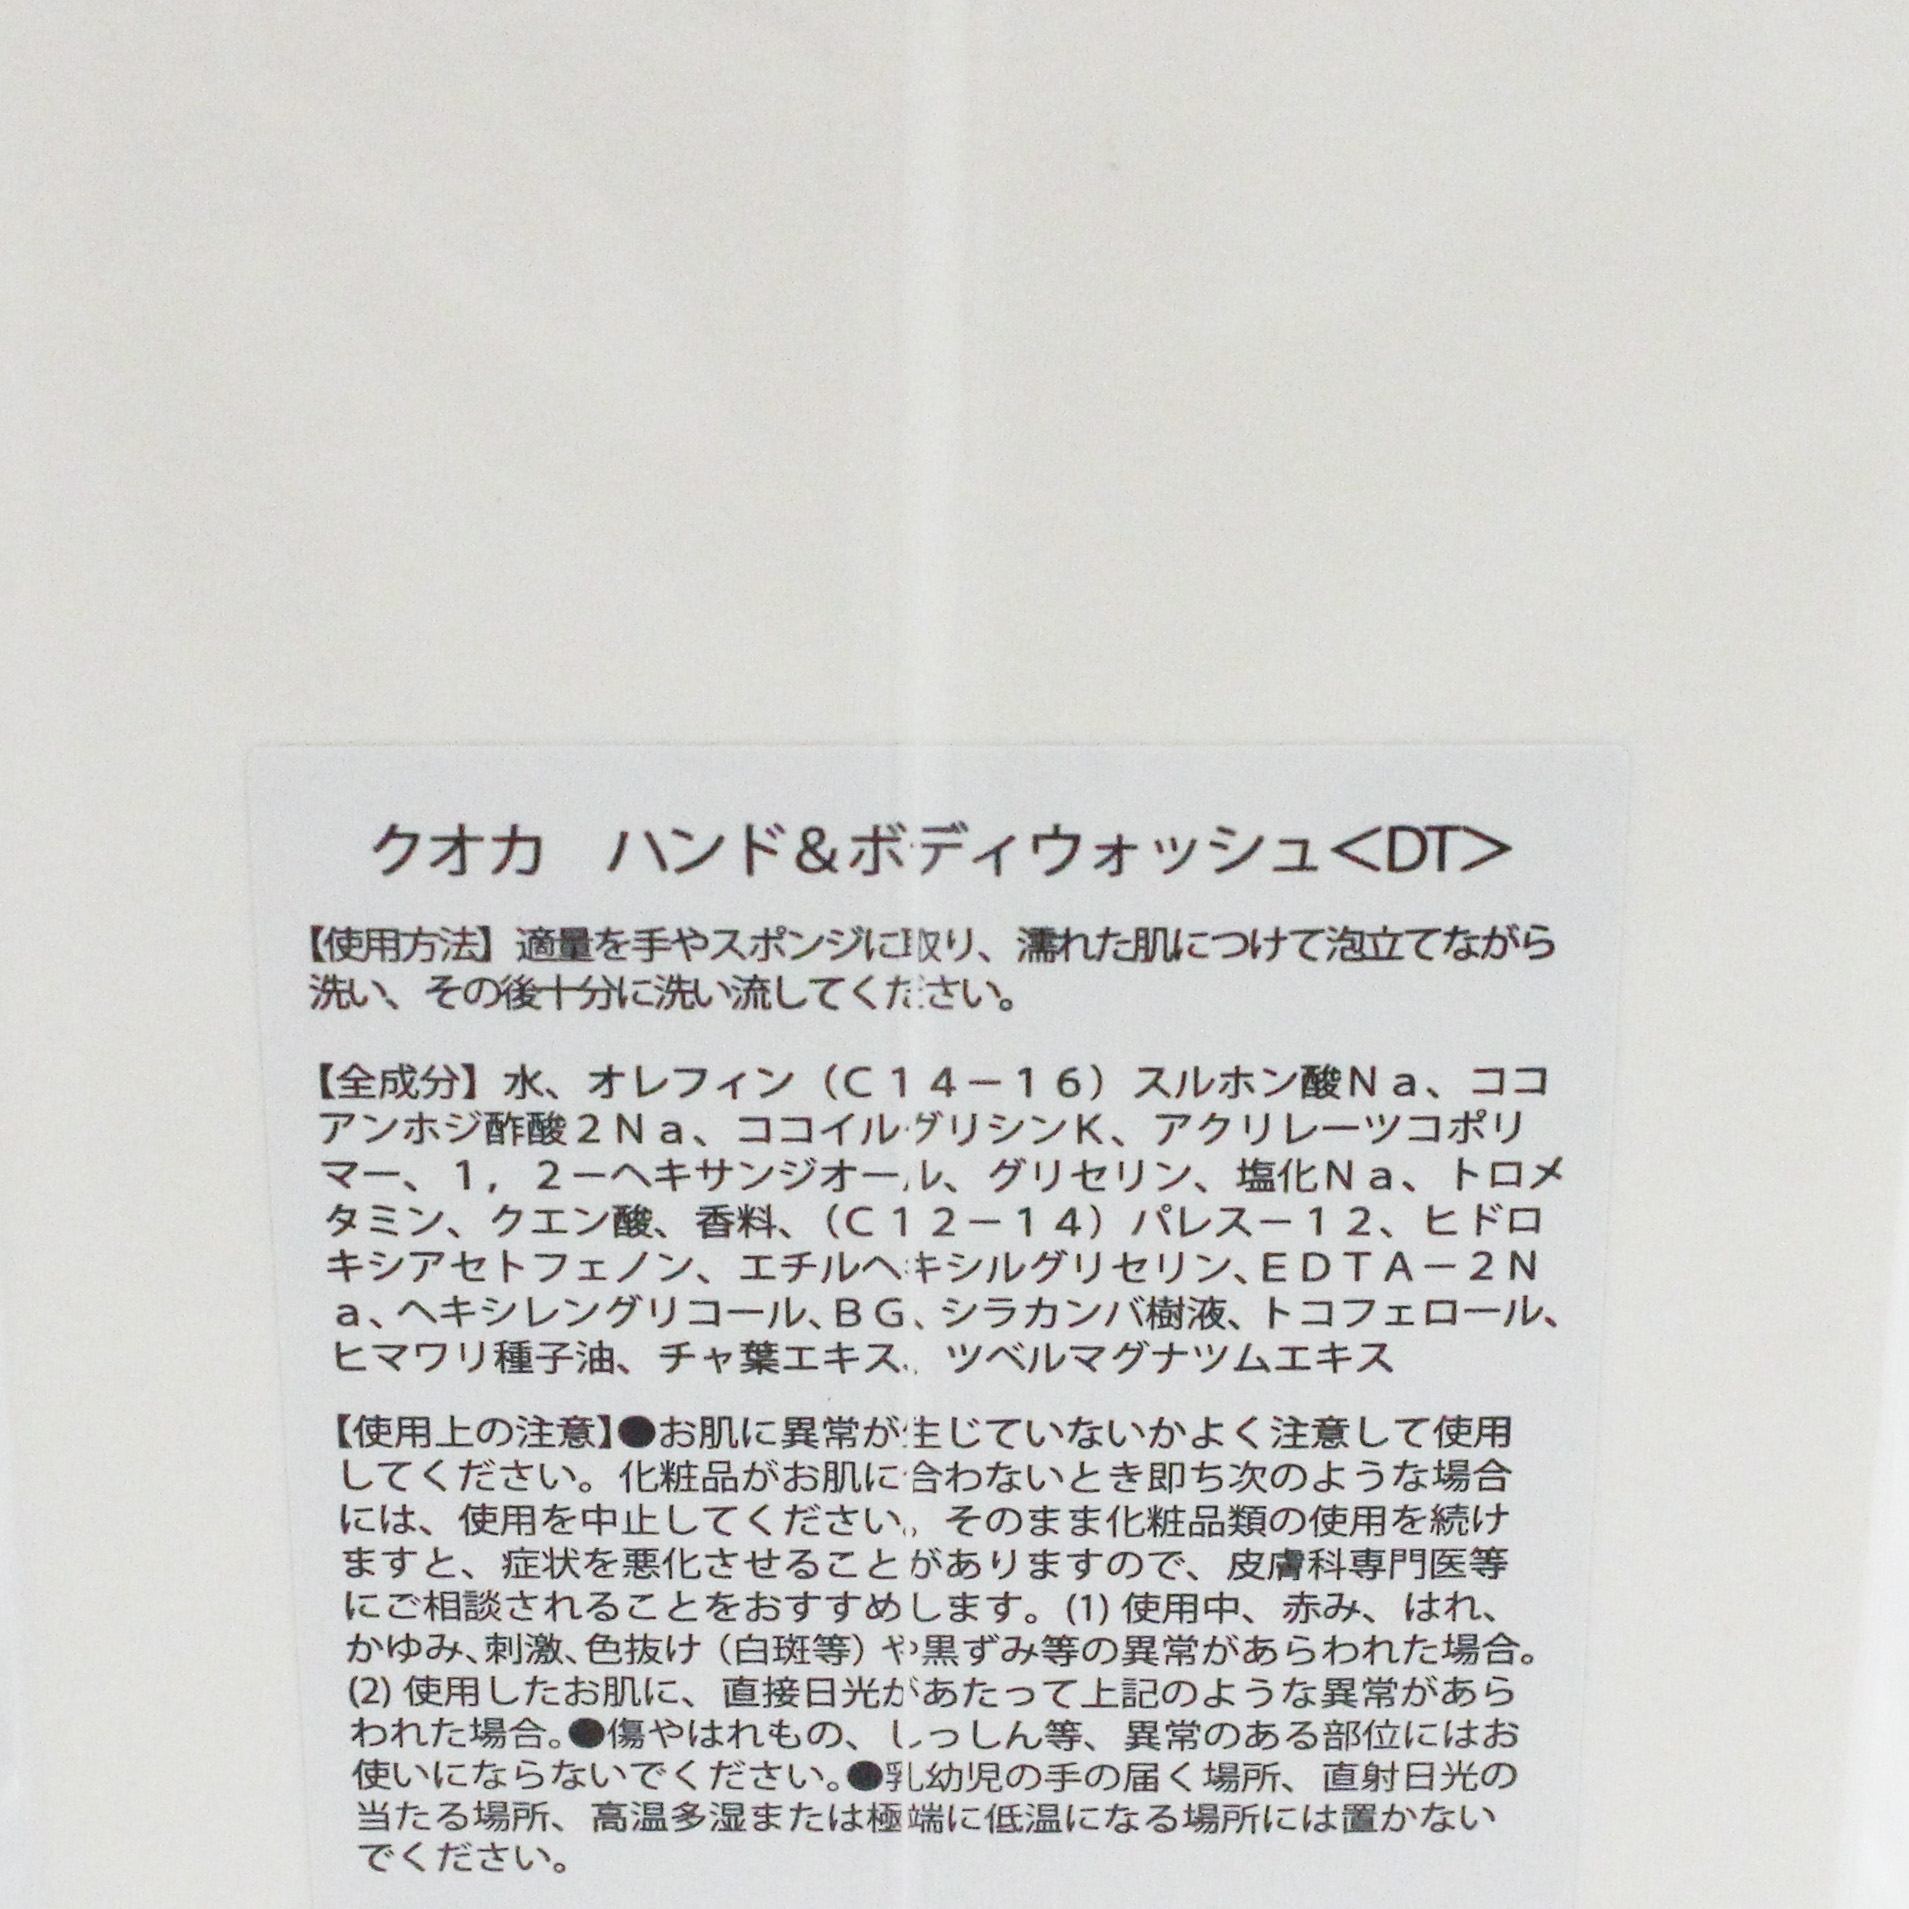 クオカ　ハンド＆ボディウォッシュ＜DT＞
【使用方法】適量を手やスポンジに取り、濡れた肌につけて泡立てながら
洗い、その後十分に洗い流してください。
【全成分】水、オレフィン（Ｃ１４－１６）スルホン酸Ｎａ、ココ
アンホジ酢酸２Ｎａ、ココイルグリシンK、アクリレーツコポリ
マー、１，２－ヘキサンジオール、グリセリン、塩化Ｎａ、トロメ
タミン、クエン酸、香料、（Ｃ１２－１４）パレス－１２、ヒドロ
キシアセトフェノン、エチルヘキシルグリセリン、ＥＤＴＡ－２Ｎ
ａ、ヘキシレングリコール、ＢＧ、シラカンバ樹液、トコフェロール、
ヒマワリ種子油、チャ葉エキス、ツベルマグナツムエキス
【使用上の注意】●お肌に異常が生じていないかよく注意して使用
してください。化粧品がお肌に合わないとき即ち次のような場合
には、使用を中止してください。そのまま化粧品類の使用を続け
ますと、症状を悪化させることがありますので、皮膚科専門医等
にご相談されることをおすすめします。(1) 使用中、赤み、はれ、
かゆみ、刺激、色抜け（白斑等）や黒ずみ等の異常があらわれた場合。
(2) 使用したお肌に、直接日光があたって上記のような異常があら
われた場合。●傷やはれもの、しっしん等、異常のある部位にはお
使いにならないでください。●乳幼児の手の届く場所、直射日光の
当たる場所、高温多湿または極端に低温になる場所には置かない
でください。